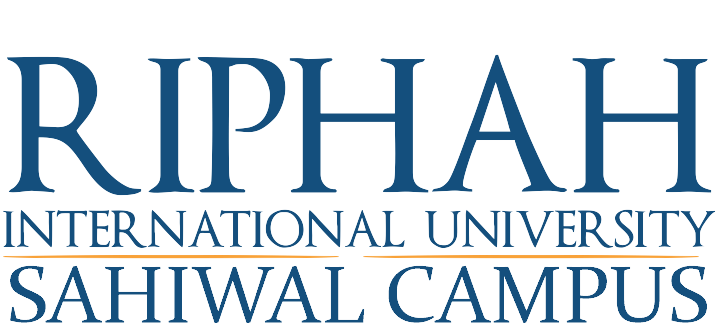 RIPHAH
INTERNATIONAL UNIVERSITY
SAHIWAL CAMPUS